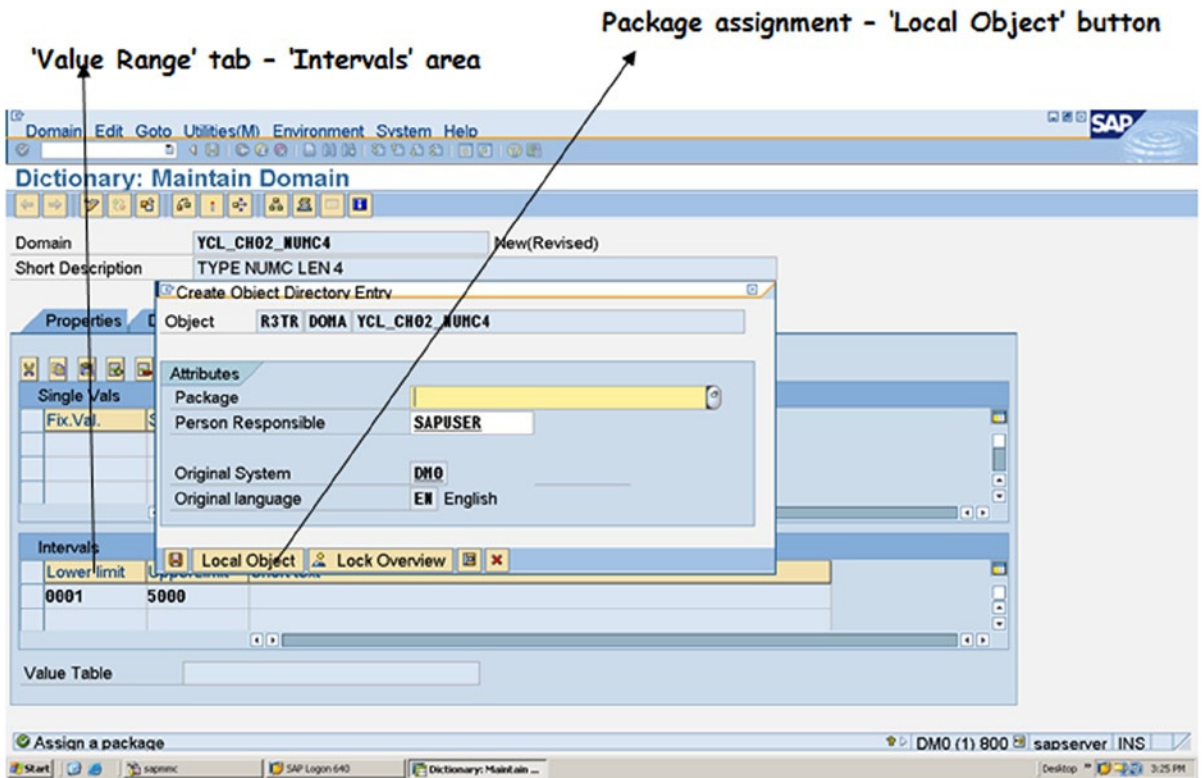 Package assignment – 'Local Object' button
'Value Range' tab – 'Intervals' area
Domain Edit Goto Utilities(M) Environment System Help
SAP
Dictionary: Maintain Domain
Domain YCL_CH02_NUMC4 New(Revised)
Short Description TYPE NUMC LEN 4
Create Object Directory Entry
Properties
Object R3TR DOMA YCL_CH02_NUMC4
Attributes
Single Vals
Package
Fix.Val.
Person Responsible SAPUSER
Original System DM0
Original language EN English
Intervals
Local Object Lock Overview
Lower limit UpperLimit Short text
0001 5000
Value Table
Assign a package DM0 (1) 800 sapserver INS
Start sapmmc SAP Logon 640 Dictionary: Maintain ... Desktop 3:25 PM